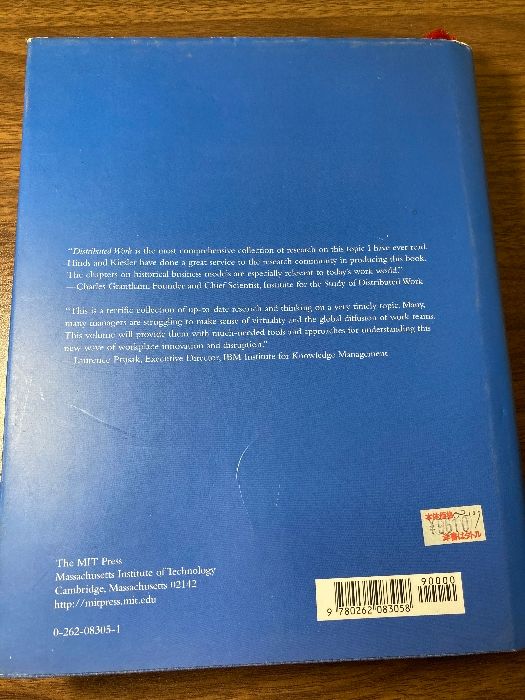 "Distributed Work is the most comprehensive collection of research on this topic I have ever read.
Hinds and Kiesler have done a great service to the research community in producing this book.
The chapters on historical business models are especially relevant to today's work world."
—Charles Grantham, Founder and Chief Scientist, Institute for the Study of Distributed Work
"This is a terrific collection of up-to-date research and thinking on a very timely topic. Many,
many managers are struggling to make sense of virtuality and the global diffusion of work teams.
This volume will provide them with much-needed tools and approaches for understanding this
new wave of workplace innovation and disruption."
—Laurence Prusak, Executive Director, IBM Institute for Knowledge Management
The MIT Press
Massachusetts Institute of Technology
Cambridge, Massachusetts 02142
http://mitpress.mit.edu
0-262-08305-1
90000
9 780262 083058